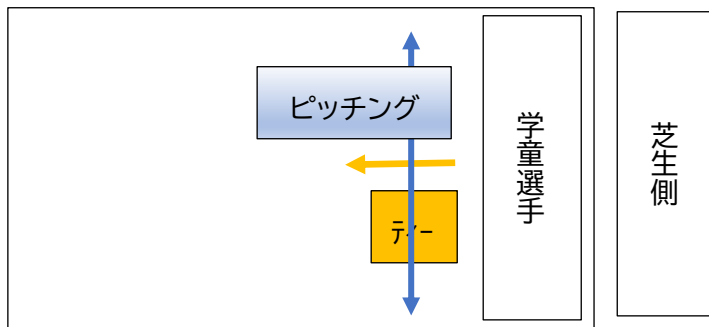 ピッチング
学童選手
芝生側
ティー